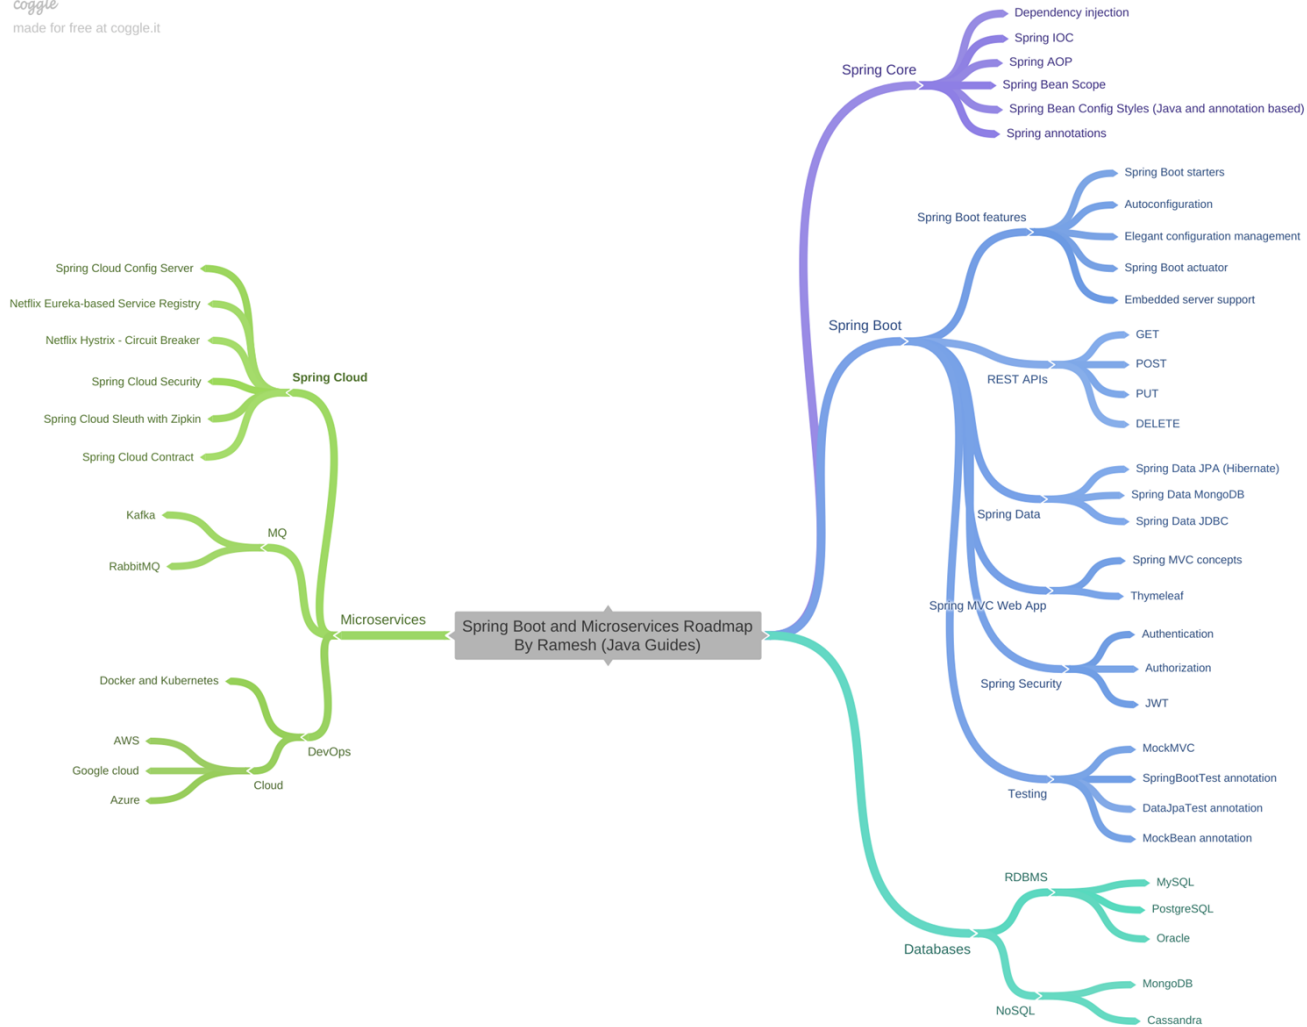 coggle
made for free at coggle.it
Spring Boot and Microservices Roadmap
By Ramesh (Java Guides)
Spring Core
Dependency injection
Spring IOC
Spring AOP
Spring Bean Scope
Spring Bean Config Styles (Java and annotation based)
Spring annotations
Spring Boot
Spring Boot features
Spring Boot starters
Autoconfiguration
Elegant configuration management
Spring Boot actuator
Embedded server support
REST APIs
GET
POST
PUT
DELETE
Spring Data
Spring Data JPA (Hibernate)
Spring Data MongoDB
Spring Data JDBC
Spring MVC Web App
Spring MVC concepts
Thymeleaf
Spring Security
Authentication
Authorization
JWT
Testing
MockMVC
SpringBootTest annotation
DataJpaTest annotation
MockBean annotation
Databases
RDBMS
MySQL
PostgreSQL
Oracle
NoSQL
MongoDB
Cassandra
Microservices
Spring Cloud
Spring Cloud Config Server
Netflix Eureka-based Service Registry
Netflix Hystrix - Circuit Breaker
Spring Cloud Security
Spring Cloud Sleuth with Zipkin
Spring Cloud Contract
MQ
Kafka
RabbitMQ
DevOps
Docker and Kubernetes
Cloud
AWS
Google cloud
Azure